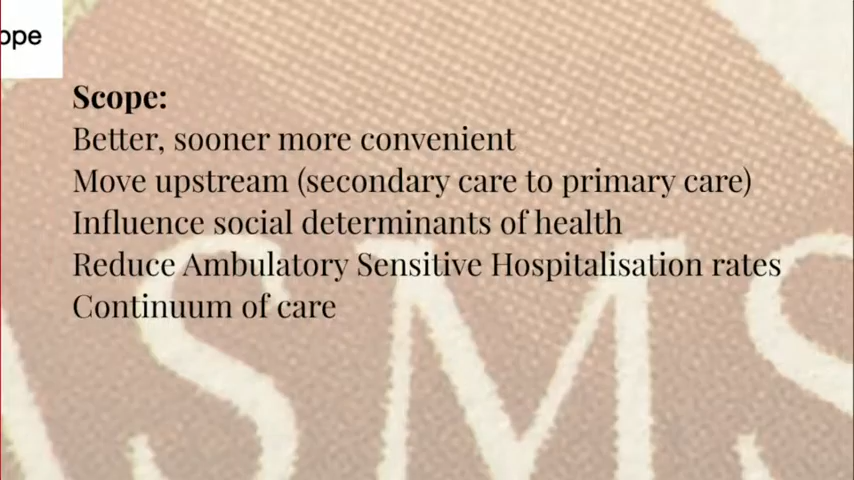 ope
Scope:
Better, sooner more convenient
Move upstream (secondary care to primary care)
Influence social determinants of health
Reduce Ambulatory Sensitive Hospitalisation rates
Continuum of care
ASMS